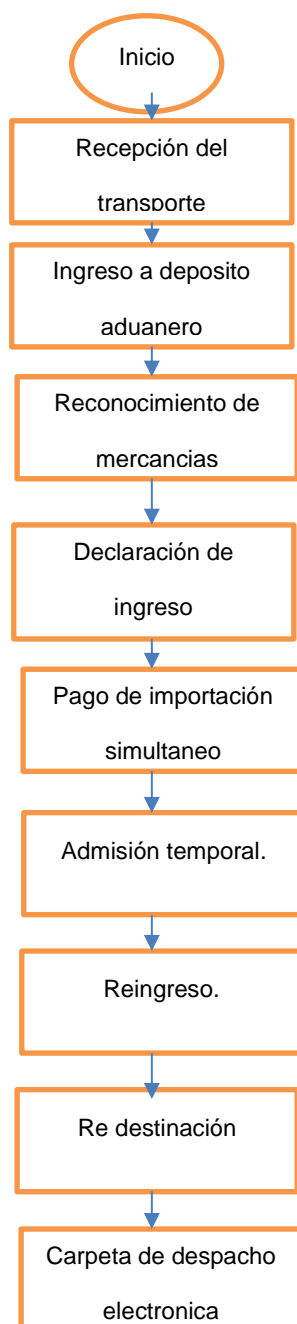 Inicio
Recepción del
transporte
Ingreso a deposito
aduanero
Reconocimiento de
mercancias
Declaración de
ingreso
Pago de importación
simultaneo
Admisión temporal.
Reingreso.
Re destinación
Carpeta de despacho
electronica